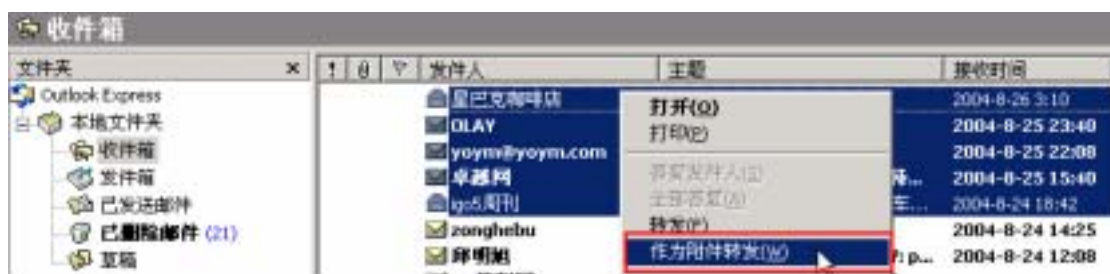 收件箱
文件夹 × ! 发件人 主题 接收时间
Outlook Express
本地文件夹
收件箱
发件箱
已发送邮件
已删除邮件 (21)
草稿
星巴克咖啡店 2004-8-26 3:10
OLAY 2004-8-25 23:40
yoym@yoym.com 2004-8-25 22:08
卓越网 2004-8-25 15:40
igo5周刊 车... 2004-8-24 18:42
zonghebu 2004-8-24 14:25
邱明旭 p... 2004-8-24 12:08
打开(O)
打印(P)
答复发件人(R)
全部答复(A)
转发(F)
作为附件转发(W)